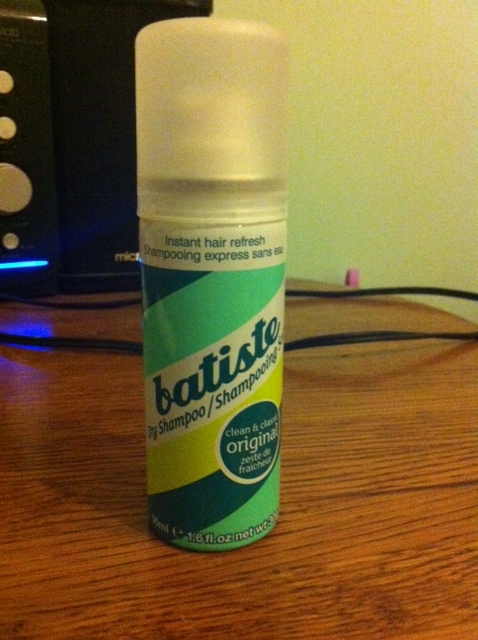 Instant hair refresh
Shampooing express sans eau
batiste
Dry Shampoo/Shampooing
clean & classic
original
zeste de
fraîcheur
50ml e 1.6 fl.oz net wt.